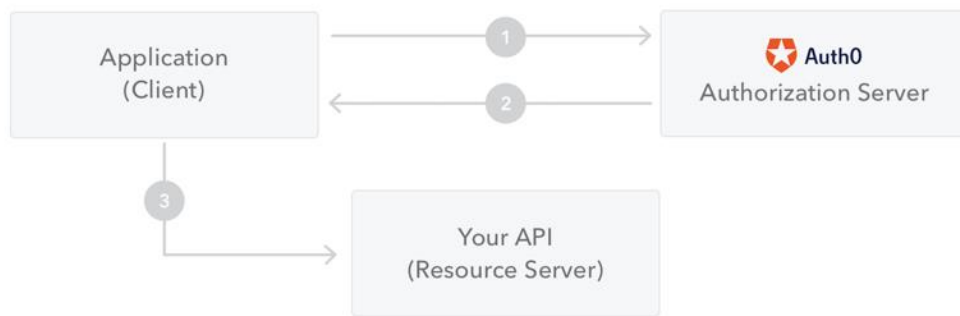 Application
(Client)
1
Auth0
Authorization Server
2
3
Your API
(Resource Server)